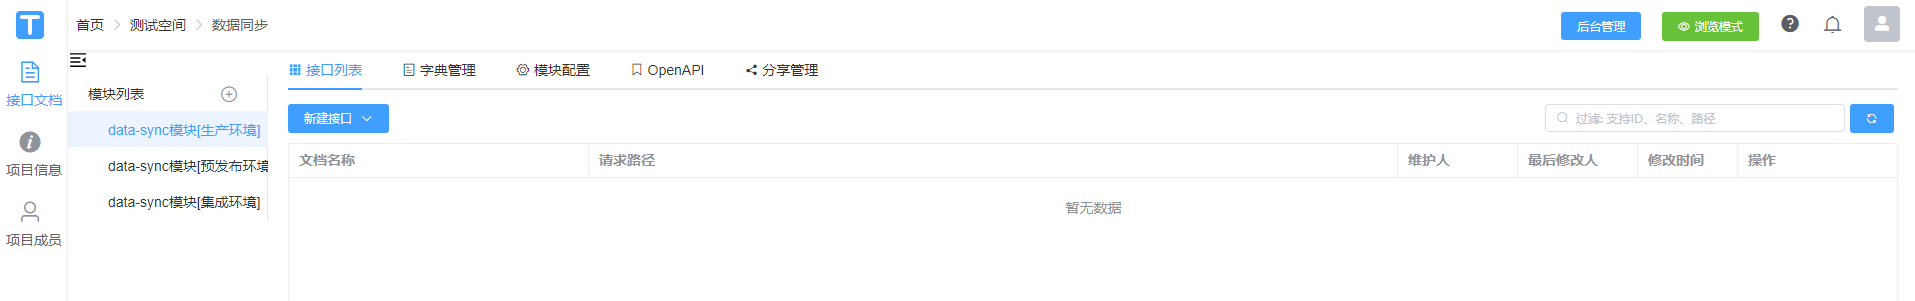 T 首页 测试空间 数据同步 后台管理 浏览模式
接口文档
项目信息
项目成员
模块列表
data-sync模块[生产环境]
data-sync模块[预发布环境
data-sync模块[集成环境]
接口列表 字典管理 模块配置 OpenAPI 分享管理
新建接口 过滤: 支持ID、名称、路径
文档名称 请求路径 维护人 最后修改人 修改时间 操作
暂无数据